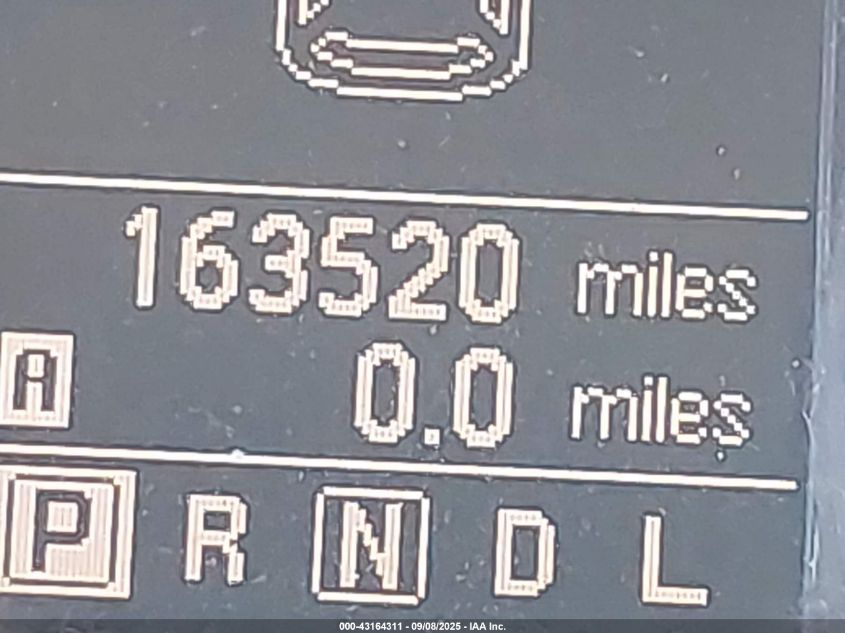 163520 miles
A 0.0 miles
P R N D L
000-43164311 - 09/08/2025 - IAA Inc.